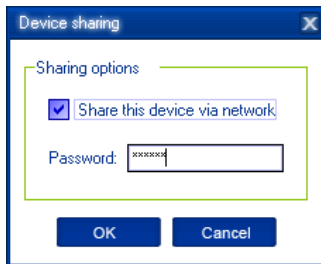 Device sharing
Sharing options
Share this device via network
Password: ******
OK
Cancel